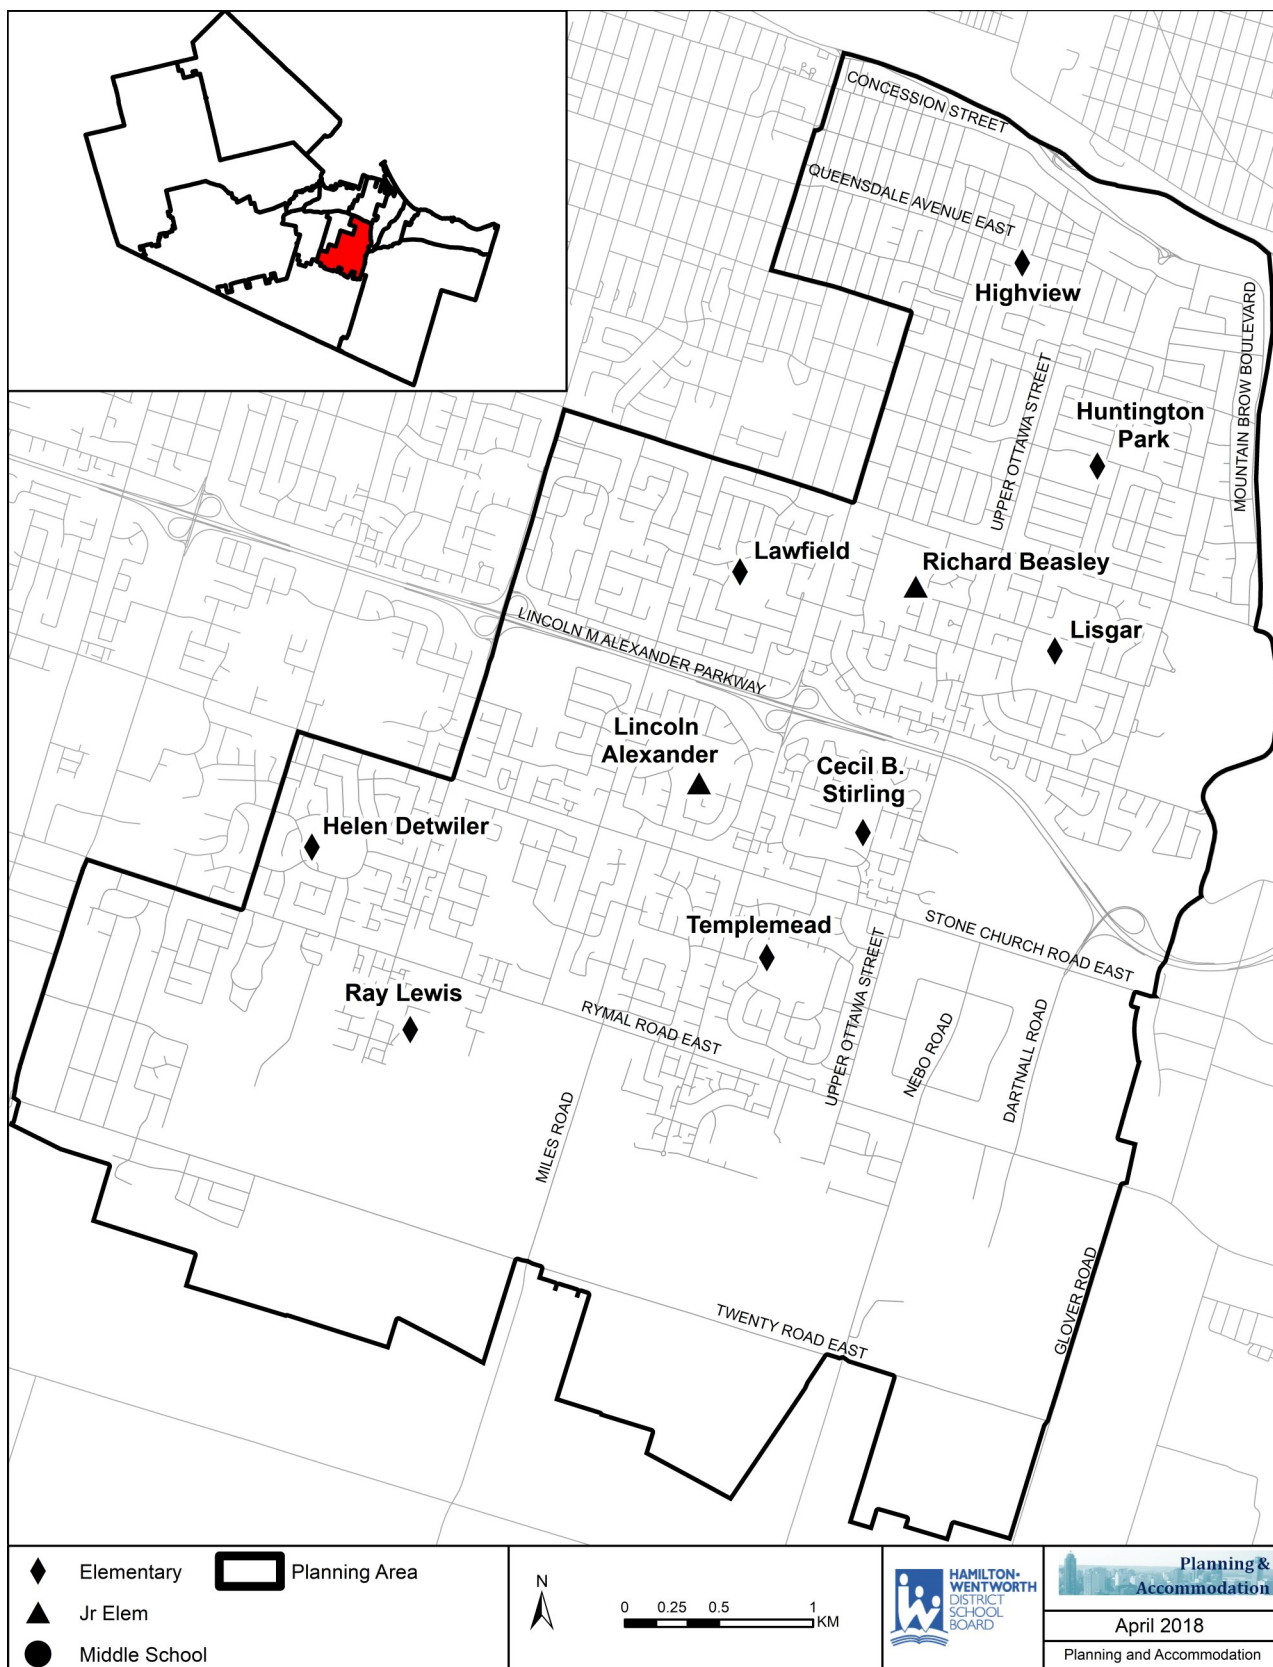 CONCESSION STREET
QUEENSDALE AVENUE EAST
Highview
MOUNTAIN BROW BOULEVARD
UPPER OTTAWA STREET
Huntington
Park
Lawfield
Richard Beasley
LINCOLN M ALEXANDER PARKWAY
Lisgar
Lincoln
Alexander
Cecil B.
Stirling
Helen Detwiler
Templemead
STONE CHURCH ROAD EAST
Ray Lewis
RYMAL ROAD EAST
UPPER OTTAWA STREET
NEBO ROAD
DARTNALL ROAD
MILES ROAD
GLOVER ROAD
TWENTY ROAD EAST
Elementary
Planning Area
Jr Elem
Middle School
N
0 0.25 0.5 1
KM
HAMILTON-
WENTWORTH
DISTRICT
SCHOOL
BOARD
Planning &
Accommodation
April 2018
Planning and Accommodation